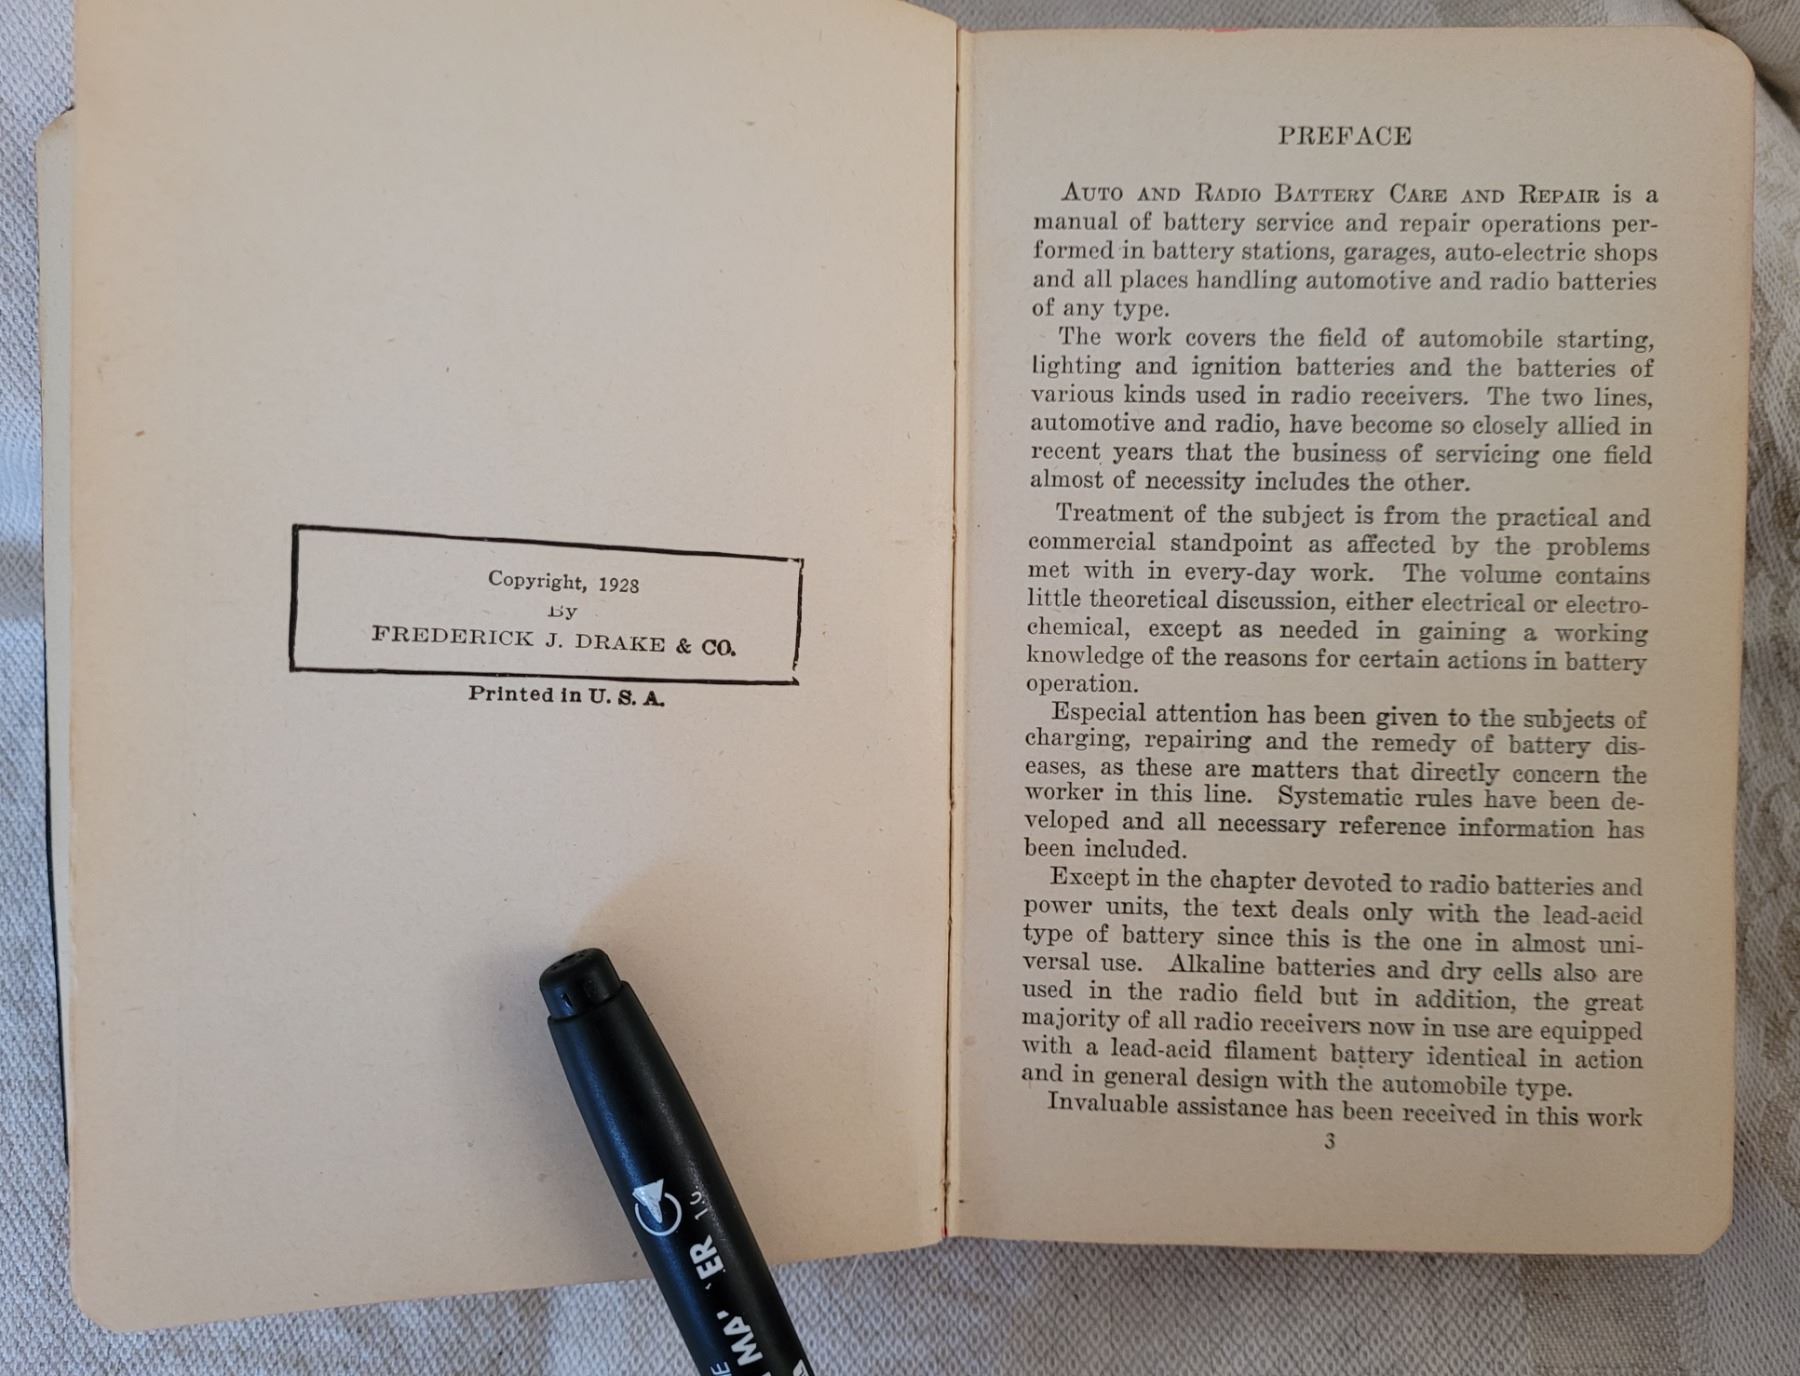 Copyright, 1928
By
FREDERICK J. DRAKE & CO.
Printed in U. S. A.
PREFACE
AUTO AND RADIO BATTERY CARE AND REPAIR is a
manual of battery service and repair operations per-
formed in battery stations, garages, auto-electric shops
and all places handling automotive and radio batteries
of any type.
The work covers the field of automobile starting,
lighting and ignition batteries and the batteries of
various kinds used in radio receivers. The two lines,
automotive and radio, have become so closely allied in
recent years that the business of servicing one field
almost of necessity includes the other.
Treatment of the subject is from the practical and
commercial standpoint as affected by the problems
met with in every-day work. The volume contains
little theoretical discussion, either electrical or electro-
chemical, except as needed in gaining a working
knowledge of the reasons for certain actions in battery
operation.
Especial attention has been given to the subjects of
charging, repairing and the remedy of battery dis-
eases, as these are matters that directly concern the
worker in this line. Systematic rules have been de-
veloped and all necessary reference information has
been included.
Except in the chapter devoted to radio batteries and
power units, the text deals only with the lead-acid
type of battery since this is the one in almost uni-
versal use. Alkaline batteries and dry cells also are
used in the radio field but in addition, the great
majority of all radio receivers now in use are equipped
with a lead-acid filament battery identical in action
and in general design with the automobile type.
Invaluable assistance has been received in this work
3